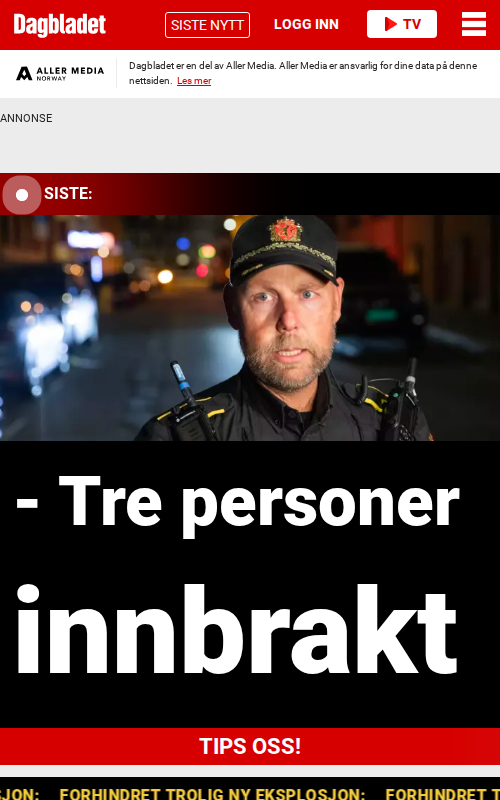 Dagbladet
SISTE NYTT
LOGG INN
TV
ALLER MEDIA
NORWAY
Dagbladet er en del av Aller Media. Aller Media er ansvarlig for dine data på denne
nettsiden. Les mer
ANNONSE
SISTE:
- Tre personer
innbrakt
TIPS OSS!
SJON: FORHINDRET TROLIG NY EKSPLOSJON: FORHINDRET T